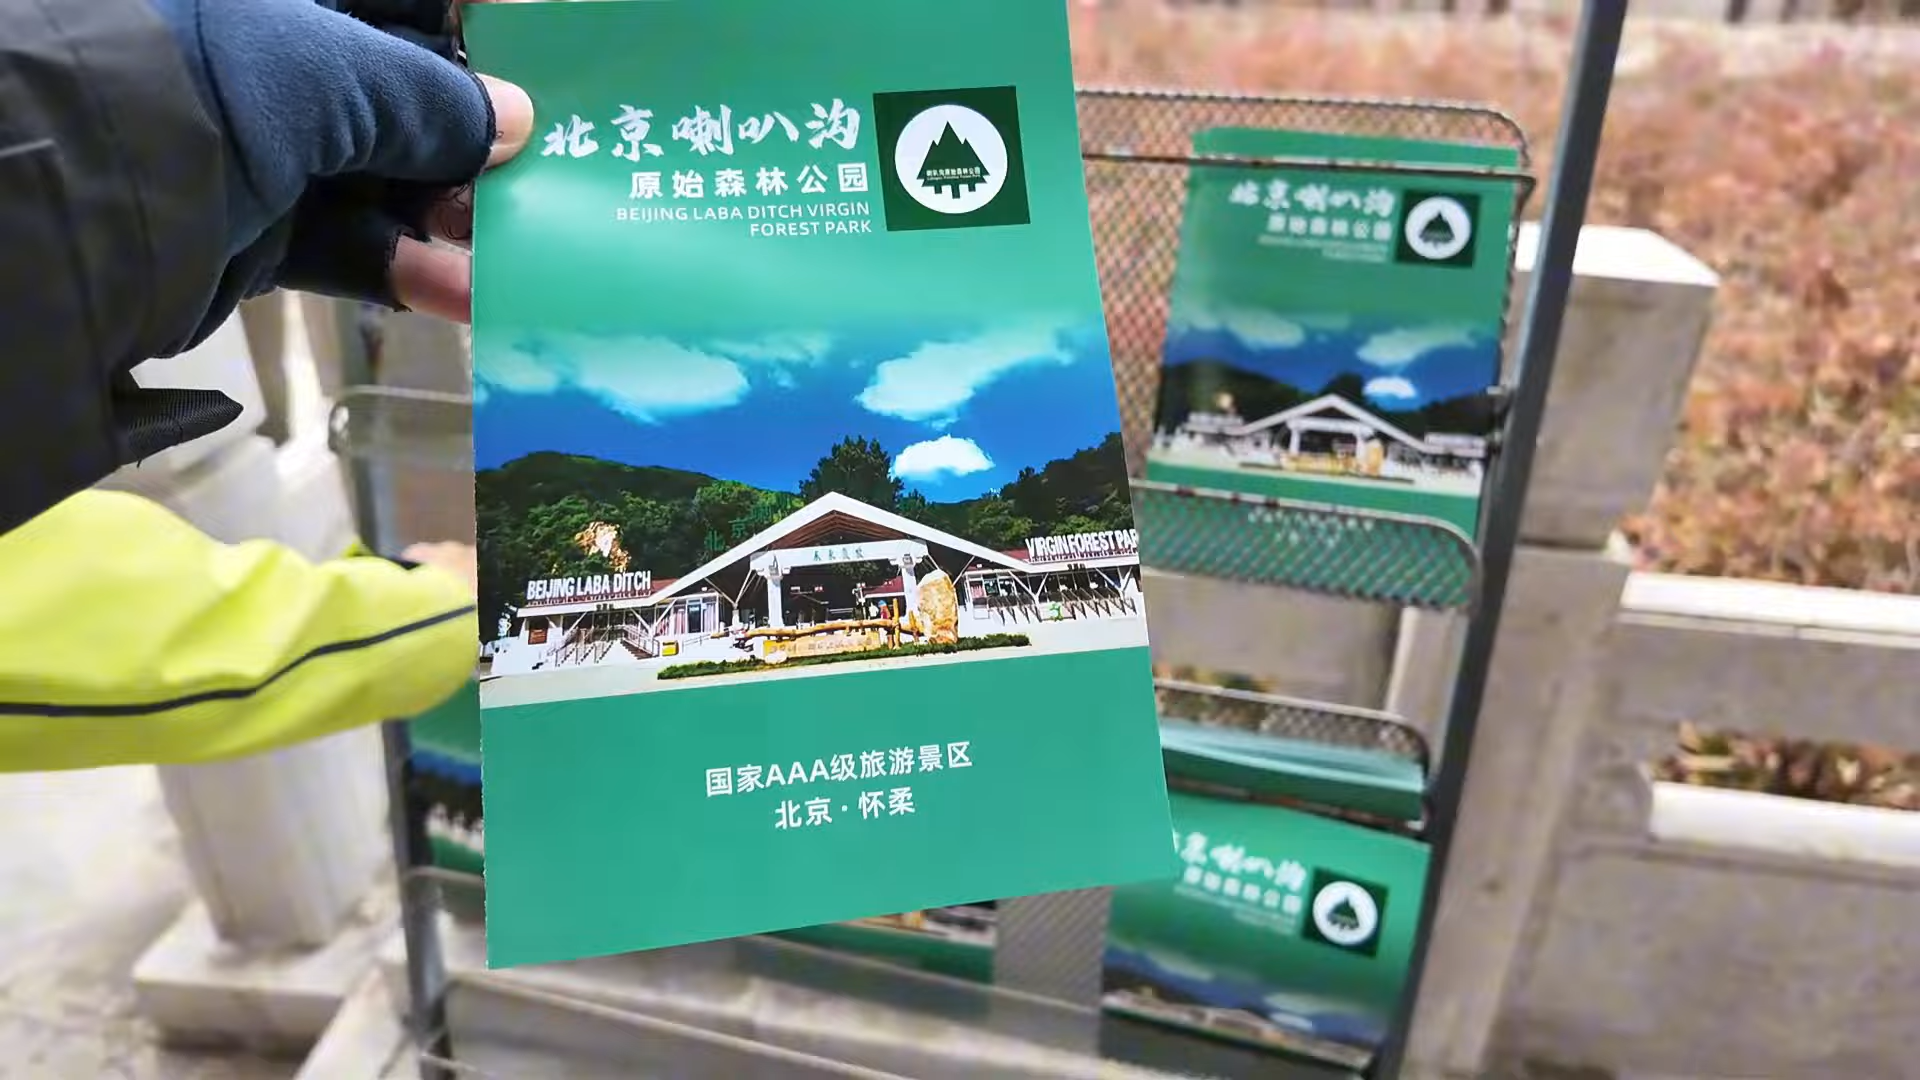 北京喇叭沟
原始森林公园
BEIJING LABA DITCH VIRGIN
FOREST PARK
BEIJING LABA DITCH
VIRGIN FOREST PAR
国家AAA级旅游景区
北京·怀柔
北京喇叭沟
原始森林公园
京喇叭沟
原始森林公园